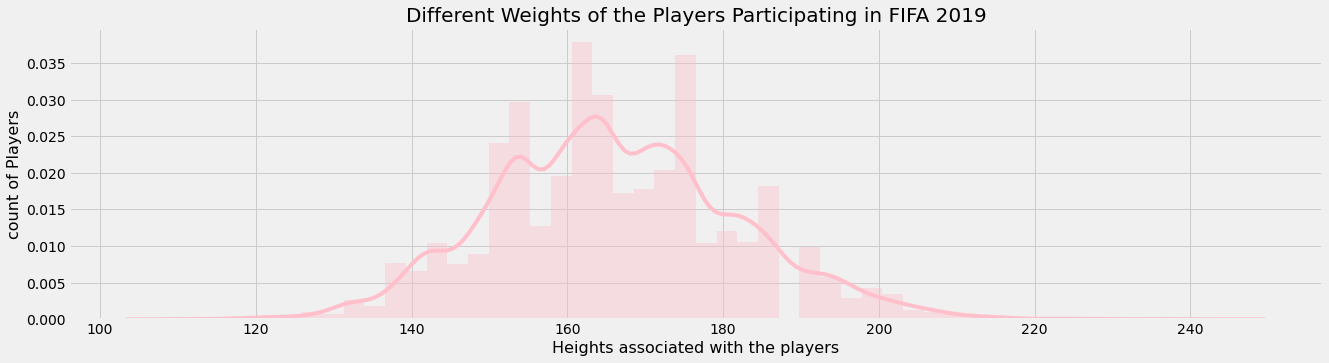 Different Weights of the Players Participating in FIFA 2019
count of Players
0.035
0.030
0.025
0.020
0.015
0.010
0.005
0.000
100 120 140 160 180 200 220 240
Heights associated with the players